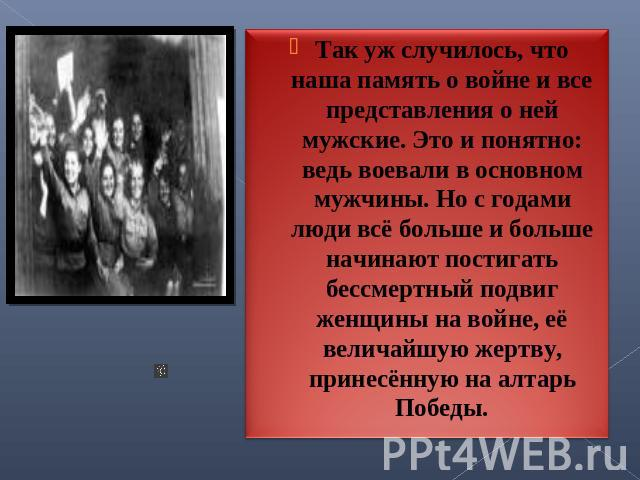 Так уж случилось, что
наша память о войне и все
представления о ней
мужские. Это и понятно:
ведь воевали в основном
мужчины. Но с годами
люди всё больше и больше
начинают постигать
бессмертный подвиг
женщины на войне, её
величайшую жертву,
принесённую на алтарь
Победы.
PPt4WEB.ru